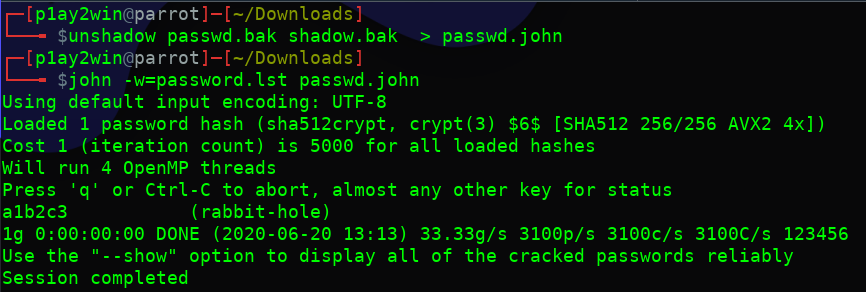 ┌─[p1ay2win@parrot]─[~/Downloads]
└──╼ $unshadow passwd.bak shadow.bak  > passwd.john
┌─[p1ay2win@parrot]─[~/Downloads]
└──╼ $john -w=password.lst passwd.john
Using default input encoding: UTF-8
Loaded 1 password hash (sha512crypt, crypt(3) $6$ [SHA512 256/256 AVX2 4x])
Cost 1 (iteration count) is 5000 for all loaded hashes
Will run 4 OpenMP threads
Press 'q' or Ctrl-C to abort, almost any other key for status
a1b2c3           (rabbit-hole)
1g 0:00:00:00 DONE (2020-06-20 13:13) 33.33g/s 3100p/s 3100c/s 3100C/s 123456
Use the "--show" option to display all of the cracked passwords reliably
Session completed